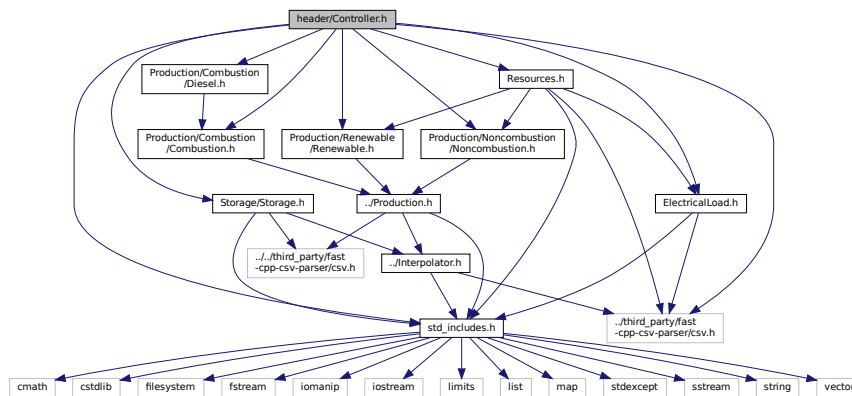 header/Controller.h
Production/Combustion
/Diesel.h
Resources.h
Production/Combustion
/Combustion.h
Production/Renewable
/Renewable.h
Production/Noncombustion
/Noncombustion.h
Storage/Storage.h
../Production.h
ElectricalLoad.h
../../third_party/fast
-cpp-csv-parser/csv.h
../Interpolator.h
../third_party/fast
-cpp-csv-parser/csv.h
std_includes.h
cmath
cstdlib
filesystem
fstream
iomanip
iostream
limits
list
map
stdexcept
sstream
string
vector